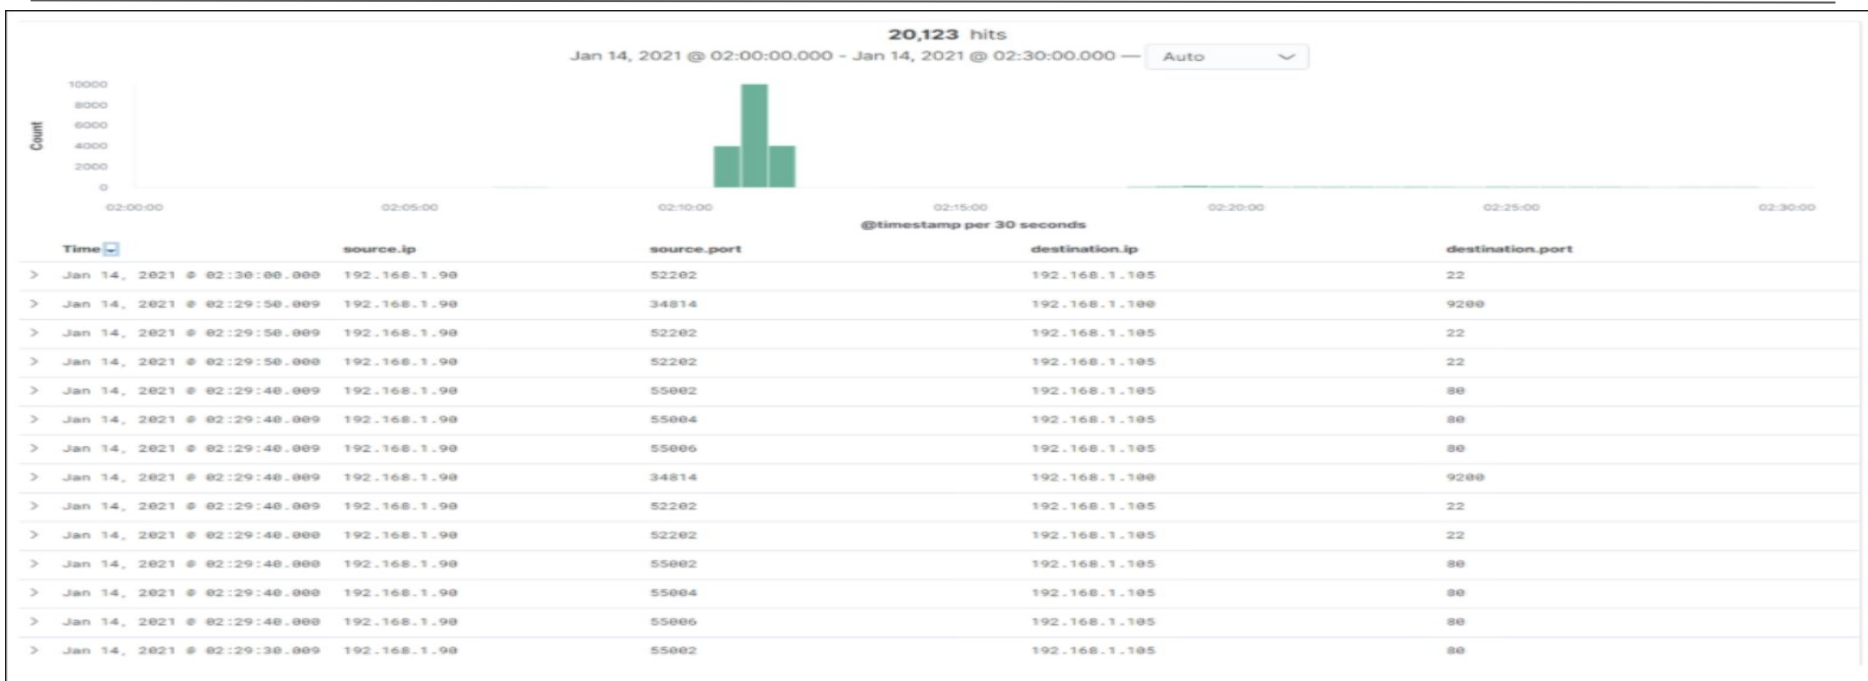 20,123 hits
Jan 14, 2021 @ 02:00:00.000 - Jan 14, 2021 @ 02:30:00.000 — Auto
10000
8000
6000
4000
2000
0
Count
02:00:00 02:05:00 02:10:00 02:15:00 02:20:00 02:25:00 02:30:00
@timestamp per 30 seconds
Time source.ip source.port destination.ip destination.port
> Jan 14, 2021 @ 02:30:00.000 192.168.1.90 52202 192.168.1.105 22
> Jan 14, 2021 @ 02:29:50.009 192.168.1.90 34814 192.168.1.100 9200
> Jan 14, 2021 @ 02:29:50.009 192.168.1.90 52202 192.168.1.105 22
> Jan 14, 2021 @ 02:29:50.000 192.168.1.90 52202 192.168.1.105 22
> Jan 14, 2021 @ 02:29:40.009 192.168.1.90 55002 192.168.1.105 80
> Jan 14, 2021 @ 02:29:40.009 192.168.1.90 55004 192.168.1.105 80
> Jan 14, 2021 @ 02:29:40.009 192.168.1.90 55006 192.168.1.105 80
> Jan 14, 2021 @ 02:29:40.009 192.168.1.90 34814 192.168.1.100 9200
> Jan 14, 2021 @ 02:29:40.009 192.168.1.90 52202 192.168.1.105 22
> Jan 14, 2021 @ 02:29:40.000 192.168.1.90 52202 192.168.1.105 22
> Jan 14, 2021 @ 02:29:40.000 192.168.1.90 55002 192.168.1.105 80
> Jan 14, 2021 @ 02:29:40.000 192.168.1.90 55004 192.168.1.105 80
> Jan 14, 2021 @ 02:29:40.000 192.168.1.90 55006 192.168.1.105 80
> Jan 14, 2021 @ 02:29:30.009 192.168.1.90 55002 192.168.1.105 80